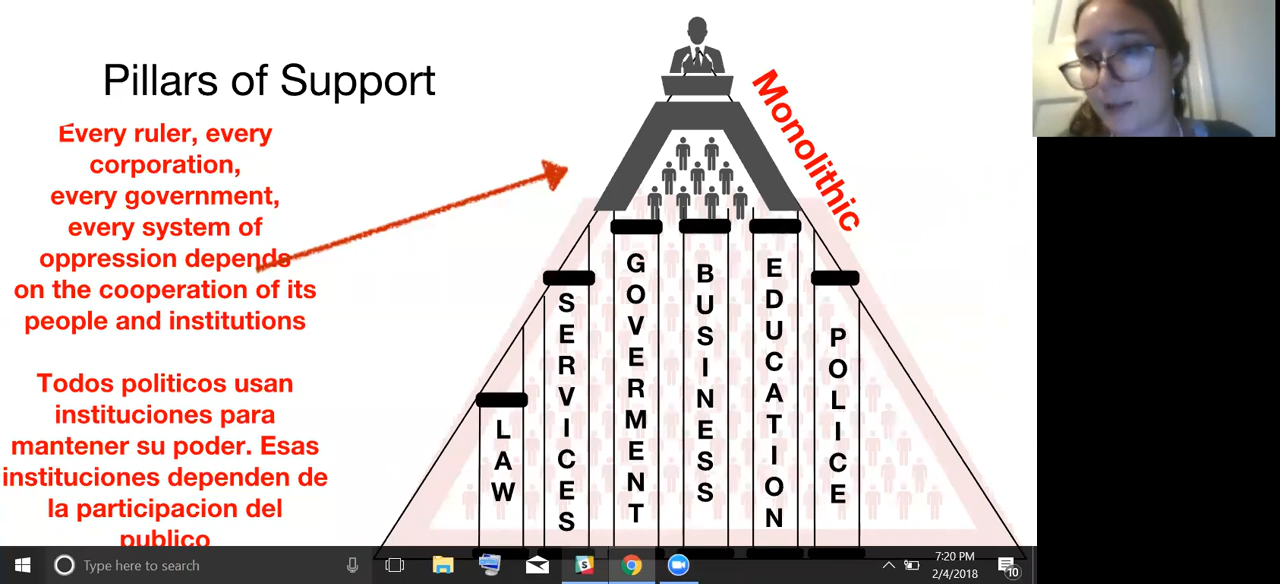 Pillars of Support
Every ruler, every
corporation,
every government,
every system of
oppression depends
on the cooperation of its
people and institutions
Todos politicos usan
instituciones para
mantener su poder. Esas
instituciones dependen de
la participacion del
publico
Monolithic
LAW
SERVICES
GOVERMENT
BUSINESS
EDUCATION
POLICE
Type here to search
7:20 PM
2/4/2018
10